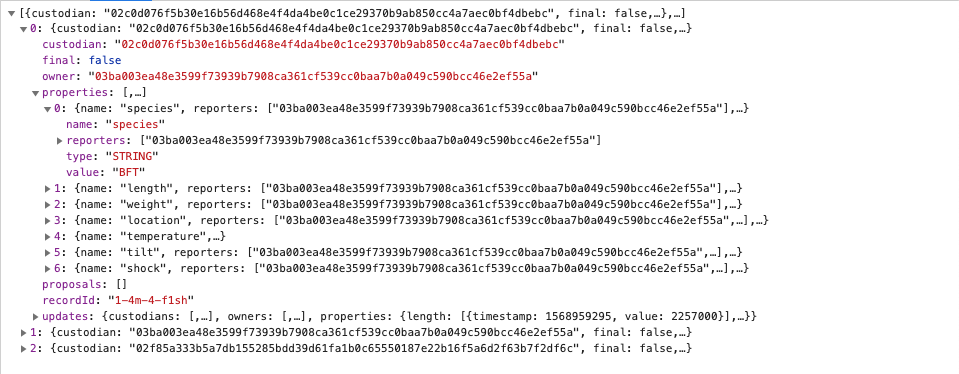 [{custodian: "02c0d076f5b30e16b56d468e4f4da4be0c1ce29370b9ab850cc4a7aec0bf4dbebc", final: false,…},…]
0: {custodian: "02c0d076f5b30e16b56d468e4f4da4be0c1ce29370b9ab850cc4a7aec0bf4dbebc", final: false,…}
custodian: "02c0d076f5b30e16b56d468e4f4da4be0c1ce29370b9ab850cc4a7aec0bf4dbebc"
final: false
owner: "03ba003ea48e3599f73939b7908ca361cf539cc0baa7b0a049c590bcc46e2ef55a"
properties: [,…]
0: {name: "species", reporters: ["03ba003ea48e3599f73939b7908ca361cf539cc0baa7b0a049c590bcc46e2ef55a"],…}
name: "species"
reporters: ["03ba003ea48e3599f73939b7908ca361cf539cc0baa7b0a049c590bcc46e2ef55a"]
type: "STRING"
value: "BFT"
1: {name: "length", reporters: ["03ba003ea48e3599f73939b7908ca361cf539cc0baa7b0a049c590bcc46e2ef55a"],…}
2: {name: "weight", reporters: ["03ba003ea48e3599f73939b7908ca361cf539cc0baa7b0a049c590bcc46e2ef55a"],…}
3: {name: "location", reporters: ["03ba003ea48e3599f73939b7908ca361cf539cc0baa7b0a049c590bcc46e2ef55a",…],…}
4: {name: "temperature",…}
5: {name: "tilt", reporters: ["03ba003ea48e3599f73939b7908ca361cf539cc0baa7b0a049c590bcc46e2ef55a",…],…}
6: {name: "shock", reporters: ["03ba003ea48e3599f73939b7908ca361cf539cc0baa7b0a049c590bcc46e2ef55a",…],…}
proposals: []
recordId: "1-4m-4-f1sh"
updates: {custodians: [,…], owners: [,…], properties: {length: [{timestamp: 1568959295, value: 2257000}],…}}
1: {custodian: "03ba003ea48e3599f73939b7908ca361cf539cc0baa7b0a049c590bcc46e2ef55a", final: false,…}
2: {custodian: "02f85a333b5a7db155285bdd39d61fa1b0c65550187e22b16f5a6d2f63b7f2df6c", final: false,…}